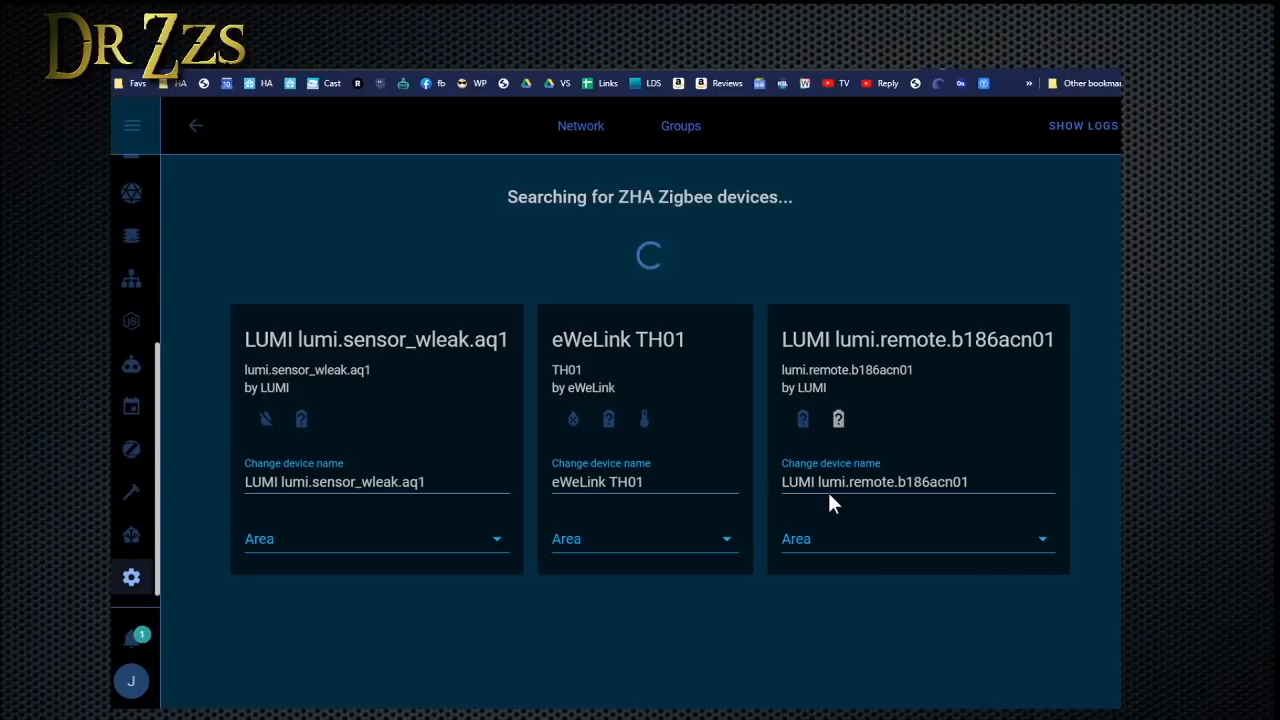 DR ZZS
Favs HA HA Cast fb WP VS Links LDS Reviews TV Reply » Other bookmar
Network Groups SHOW LOGS
Searching for ZHA Zigbee devices...
LUMI lumi.sensor_wleak.aq1 eWeLink TH01 LUMI lumi.remote.b186acn01
lumi.sensor_wleak.aq1 TH01 lumi.remote.b186acn01
by LUMI by eWeLink by LUMI
Change device name Change device name Change device name
LUMI lumi.sensor_wleak.aq1 eWeLink TH01 LUMI lumi.remote.b186acn01
Area Area Area
1
J